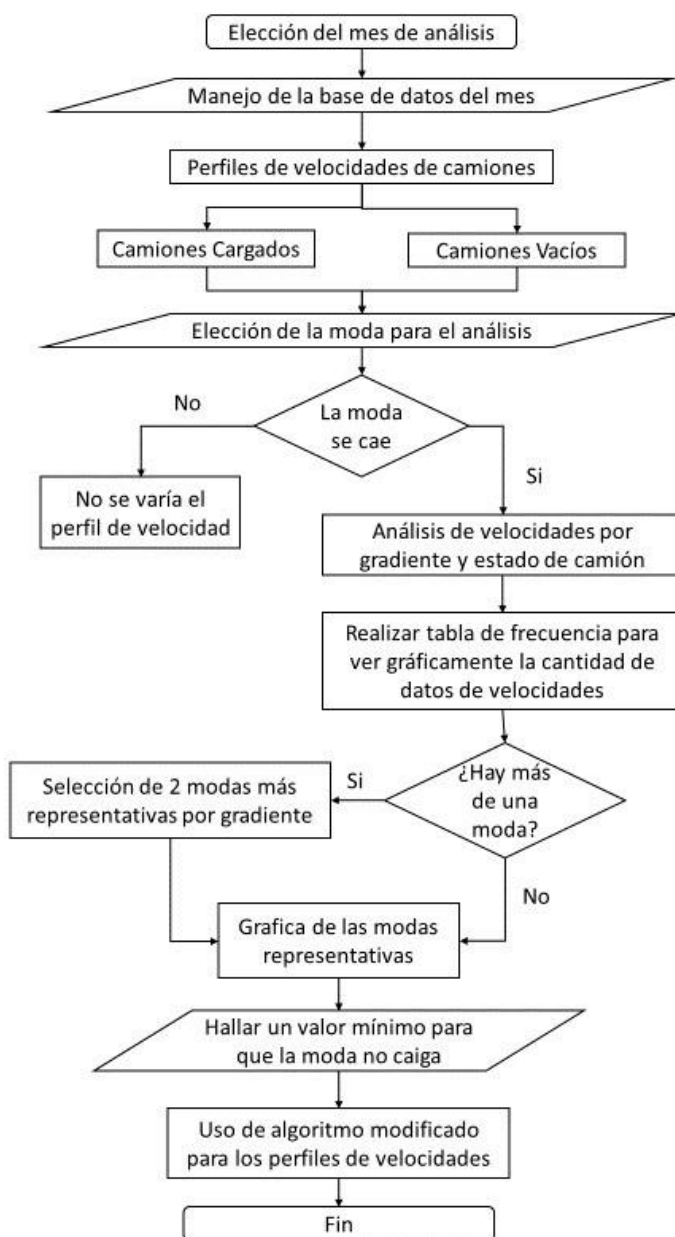 Elección del mes de análisis
Manejo de la base de datos del mes
Perfiles de velocidades de camiones
Camiones Cargados
Camiones Vacíos
Elección de la moda para el análisis
No
La moda
se cae
Si
No se varía el
perfil de velocidad
Análisis de velocidades por
gradiente y estado de camión
Realizar tabla de frecuencia para
ver gráficamente la cantidad de
datos de velocidades
Selección de 2 modas más
representativas por gradiente
Si
¿Hay más
de una
moda?
No
Grafica de las modas
representativas
Hallar un valor mínimo para
que la moda no caiga
Uso de algoritmo modificado
para los perfiles de velocidades
Fin